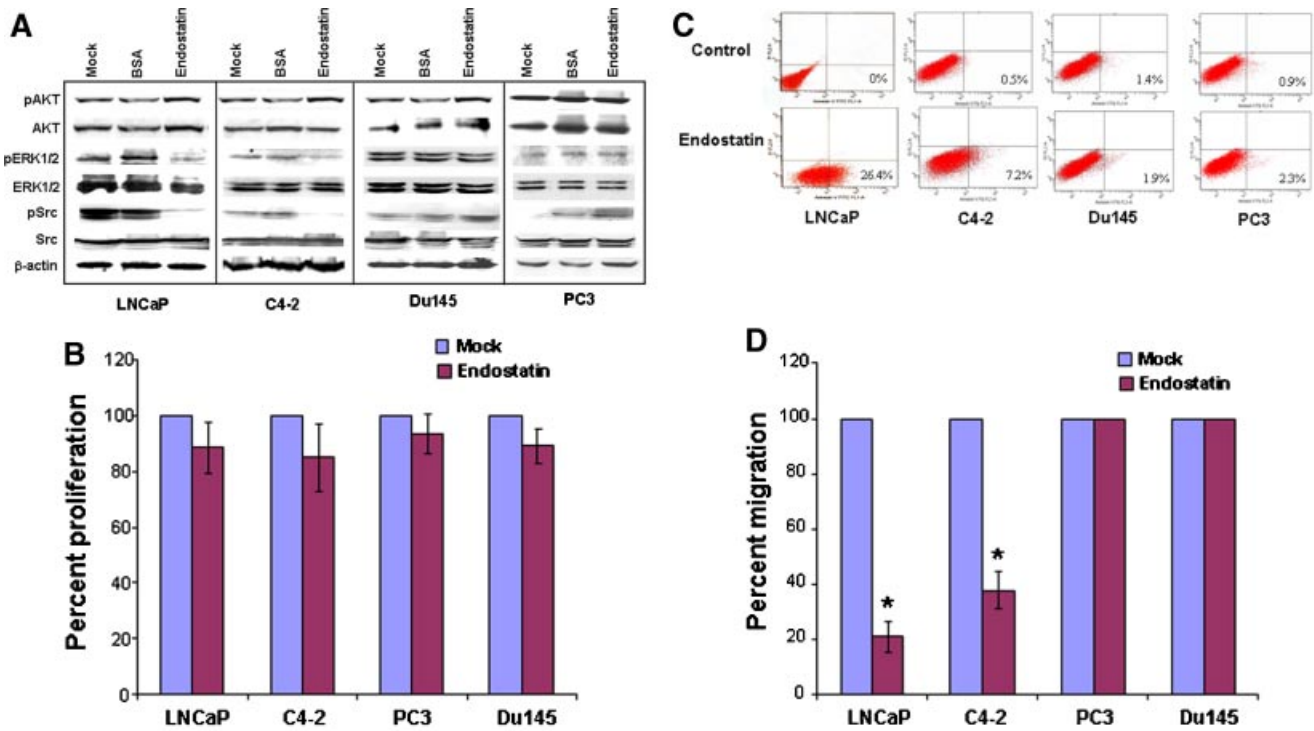 A
Mock BSA Endostatin Mock BSA Endostatin Mock BSA Endostatin Mock BSA Endostatin
pAKT
AKT
pERK1/2
ERK1/2
pSrc
Src
β-actin
LNCaP C4-2 Du145 PC3
C
Control
0% 0.5% 1.4% 0.9%
Endostatin
26.4% 7.2% 1.9% 2.3%
LNCaP C4-2 Du145 PC3
B
Mock
Endostatin
Percent proliferation
120
100
80
60
40
20
0
LNCaP C4-2 PC3 Du145
D
Mock
Endostatin
Percent migration
120
100
80
60
40
20
0
* *
LNCaP C4-2 PC3 Du145